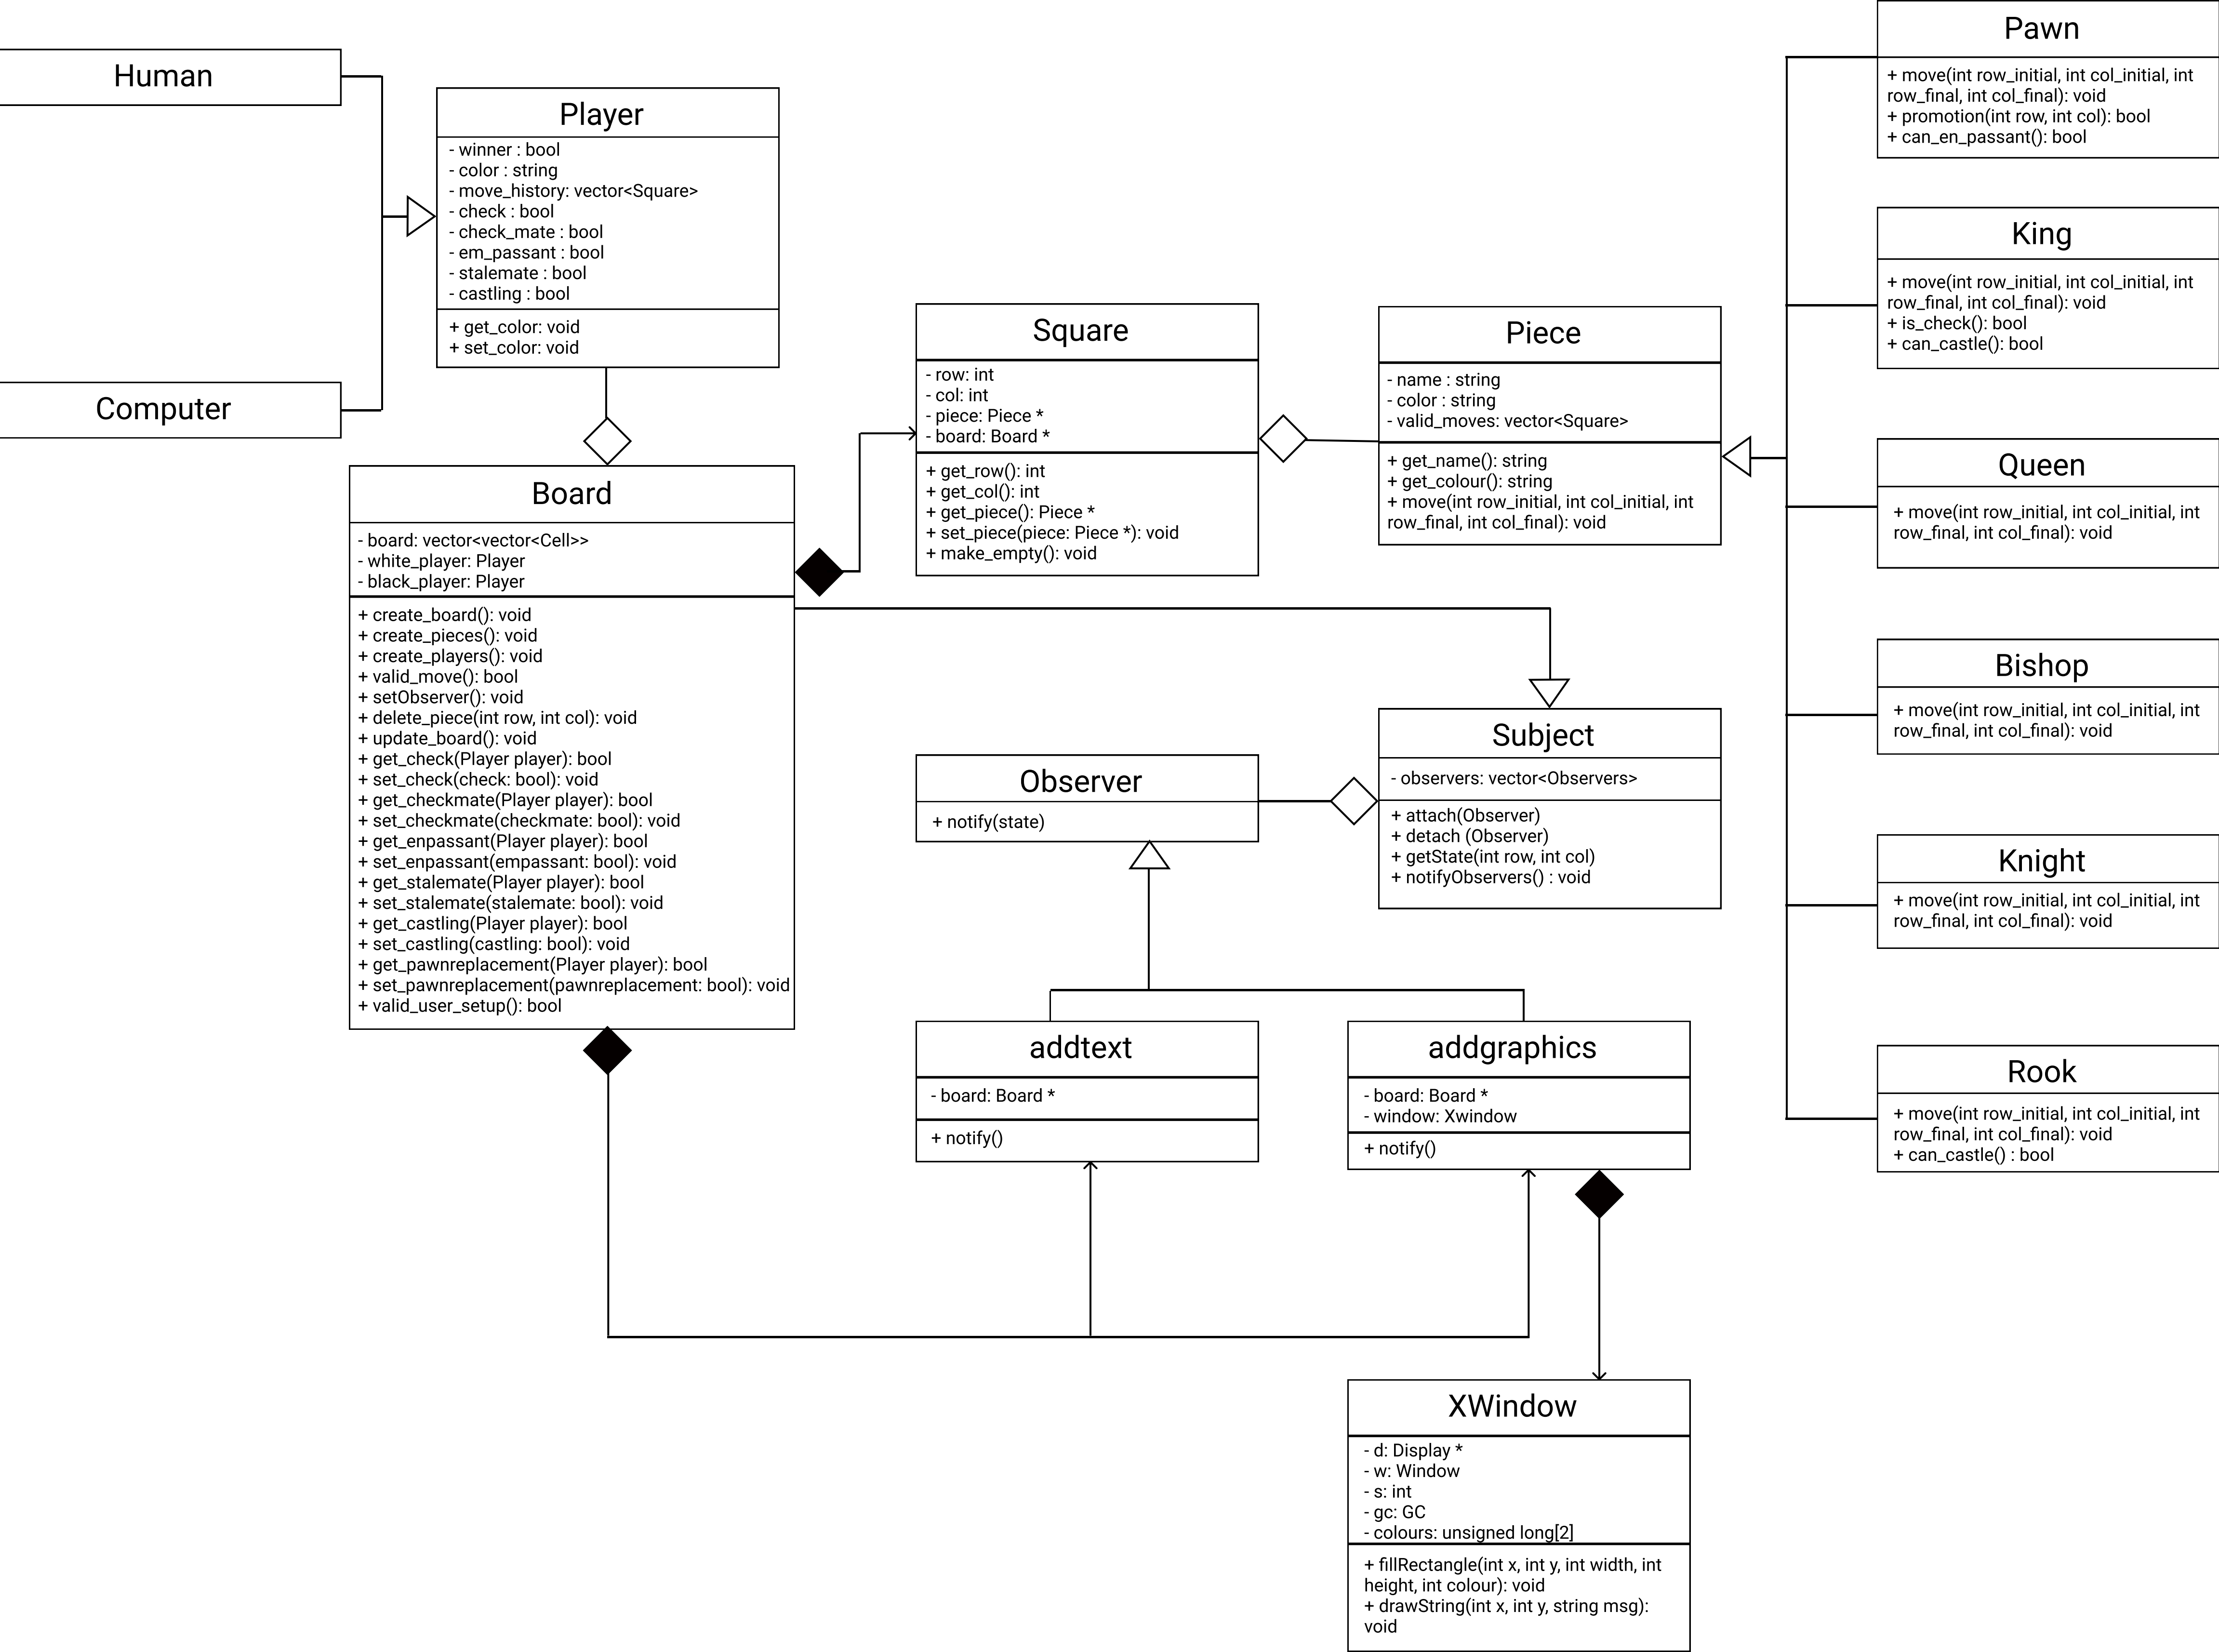 Human
Computer
Player
- winner : bool
- color : string
- move_history: vector<Square>
- check : bool
- check_mate : bool
- em_passant : bool
- stalemate : bool
- castling : bool
+ get_color: void
+ set_color: void
Board
- board: vector<vector<Cell>>
- white_player: Player
- black_player: Player
+ create_board(): void
+ create_pieces(): void
+ create_players(): void
+ valid_move(): bool
+ setObserver(): void
+ delete_piece(int row, int col): void
+ update_board(): void
+ get_check(Player player): bool
+ set_check(check: bool): void
+ get_checkmate(Player player): bool
+ set_checkmate(checkmate: bool): void
+ get_enpassant(Player player): bool
+ set_enpassant(empassant: bool): void
+ get_stalemate(Player player): bool
+ set_stalemate(stalemate: bool): void
+ get_castling(Player player): bool
+ set_castling(castling: bool): void
+ get_pawnreplacement(Player player): bool
+ set_pawnreplacement(pawnreplacement: bool): void
+ valid_user_setup(): bool
Square
- row: int
- col: int
- piece: Piece *
- board: Board *
+ get_row(): int
+ get_col(): int
+ get_piece(): Piece *
+ set_piece(piece: Piece *): void
+ make_empty(): void
Piece
- name : string
- color : string
- valid_moves: vector<Square>
+ get_name(): string
+ get_colour(): string
+ move(int row_initial, int col_initial, int
row_final, int col_final): void
Observer
+ notify(state)
Subject
- observers: vector<Observers>
+ attach(Observer)
+ detach (Observer)
+ getState(int row, int col)
+ notifyObservers() : void
addtext
- board: Board *
+ notify()
addgraphics
- board: Board *
- window: Xwindow
+ notify()
XWindow
- d: Display *
- w: Window
- s: int
- gc: GC
- colours: unsigned long[2]
+ fillRectangle(int x, int y, int width, int
height, int colour): void
+ drawString(int x, int y, string msg):
void
Pawn
+ move(int row_initial, int col_initial, int
row_final, int col_final): void
+ promotion(int row, int col): bool
+ can_en_passant(): bool
King
+ move(int row_initial, int col_initial, int
row_final, int col_final): void
+ is_check(): bool
+ can_castle(): bool
Queen
+ move(int row_initial, int col_initial, int
row_final, int col_final): void
Bishop
+ move(int row_initial, int col_initial, int
row_final, int col_final): void
Knight
+ move(int row_initial, int col_initial, int
row_final, int col_final): void
Rook
+ move(int row_initial, int col_initial, int
row_final, int col_final): void
+ can_castle() : bool